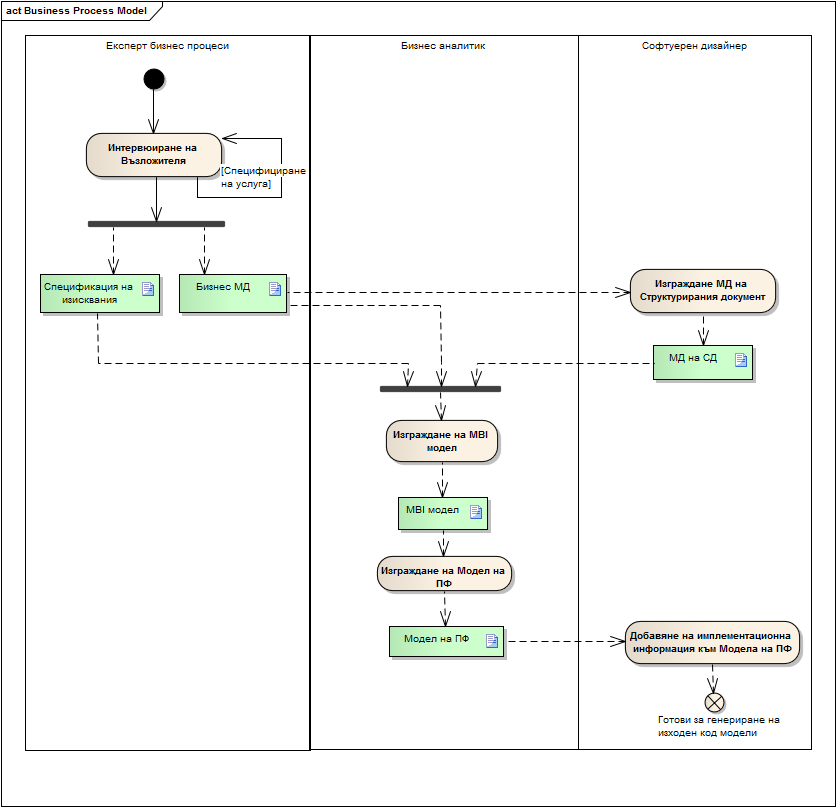 act Business Process Model
Експерт бизнес процеси
Бизнес аналитик
Софтуерен дизайнер
Интервюиране на
Възложителя
[Специфициране
на услуга]
Спецификация на
изисквания
Бизнес МД
Изграждане МД на
Структурирания документ
МД на СД
Изграждане на MBI
модел
MBI модел
Изграждане на Модел на
ПФ
Модел на ПФ
Добавяне на имплементационна
информация към Модела на ПФ
Готови за генериране на
изходен код модели